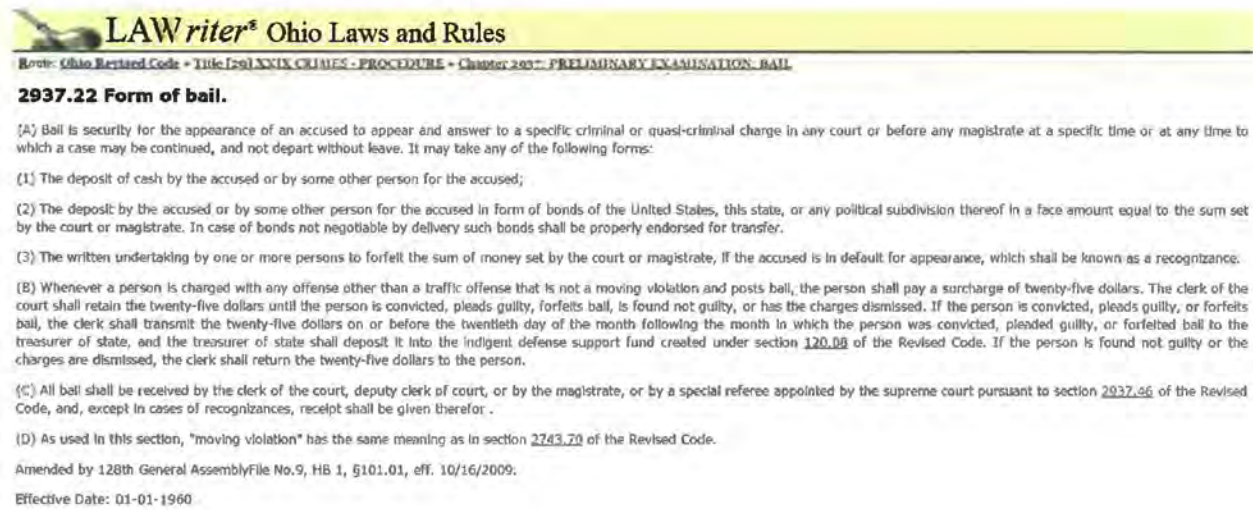 LAWriter® Ohio Laws and Rules
Route: Ohio Revised Code » Title [29] XXIX CRIMES - PROCEDURE » Chapter 2937: PRELIMINARY EXAMINATION; BAIL
2937.22 Form of bail.
(A) Bail is security for the appearance of an accused to appear and answer to a specific criminal or quasi-criminal charge in any court or before any magistrate at a specific time or at any time to
which a case may be continued, and not depart without leave. It may take any of the following forms:
(1) The deposit of cash by the accused or by some other person for the accused;
(2) The deposit by the accused or by some other person for the accused in form of bonds of the United States, this state, or any political subdivision thereof in a face amount equal to the sum set
by the court or magistrate. In case of bonds not negotiable by delivery such bonds shall be properly endorsed for transfer.
(3) The written undertaking by one or more persons to forfeit the sum of money set by the court or magistrate, if the accused is in default for appearance, which shall be known as a recognizance.
(B) Whenever a person is charged with any offense other than a traffic offense that is not a moving violation and posts bail, the person shall pay a surcharge of twenty-five dollars. The clerk of the
court shall retain the twenty-five dollars until the person is convicted, pleads guilty, forfeits bail, is found not guilty, or has the charges dismissed. If the person is convicted, pleads guilty, or forfeits
bail, the clerk shall transmit the twenty-five dollars on or before the twentieth day of the month following the month in which the person was convicted, pleaded guilty, or forfeited bail to the
treasurer of state, and the treasurer of state shall deposit it into the indigent defense support fund created under section 120.08 of the Revised Code. If the person is found not guilty or the
charges are dismissed, the clerk shall return the twenty-five dollars to the person.
(C) All bail shall be received by the clerk of the court, deputy clerk of court, or by the magistrate, or by a special referee appointed by the supreme court pursuant to section 2937.46 of the Revised
Code, and, except in cases of recognizances, receipt shall be given therefor .
(D) As used in this section, "moving violation" has the same meaning as in section 2743.70 of the Revised Code.
Amended by 128th General AssemblyFile No.9, HB 1, §101.01, eff. 10/16/2009.
Effective Date: 01-01-1960